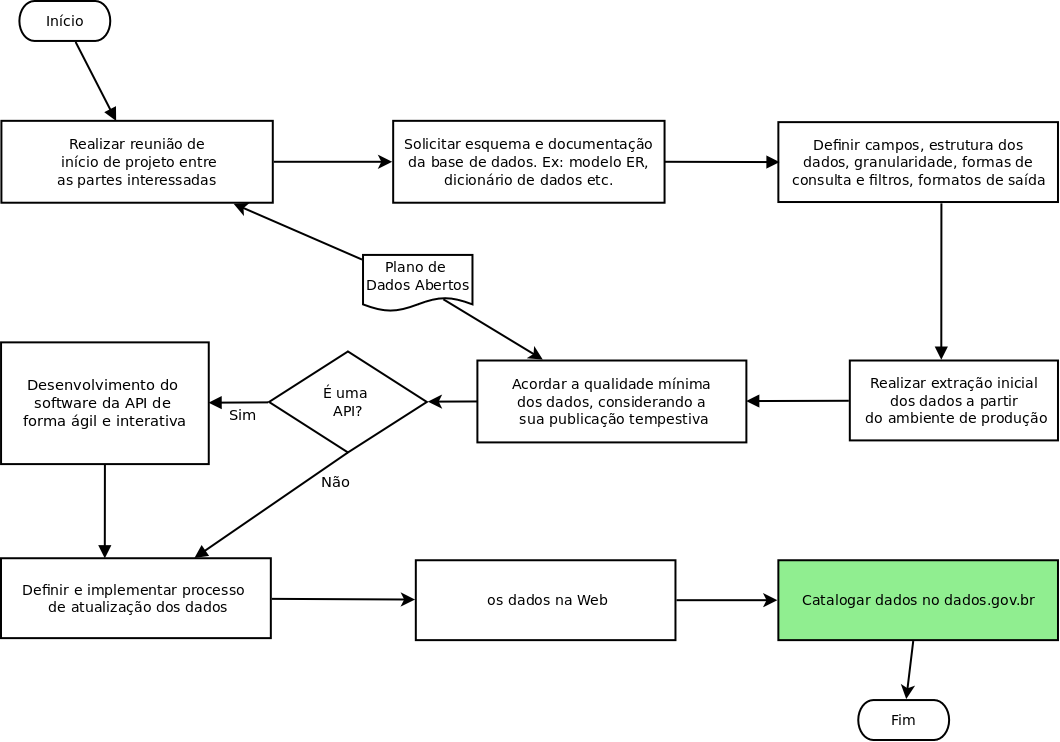 Início
Realizar reunião de
início de projeto entre
as partes interessadas
Solicitar esquema e documentação
da base de dados. Ex: modelo ER,
dicionário de dados etc.
Definir campos, estrutura dos
dados, granularidade, formas de
consulta e filtros, formatos de saída
Plano de
Dados Abertos
Realizar extração inicial
dos dados a partir
do ambiente de produção
Acordar a qualidade mínima
dos dados, considerando a
sua publicação tempestiva
É uma
API?
Sim
Não
Desenvolvimento do
software da API de
forma ágil e interativa
Definir e implementar processo
de atualização dos dados
os dados na Web
Catalogar dados no dados.gov.br
Fim